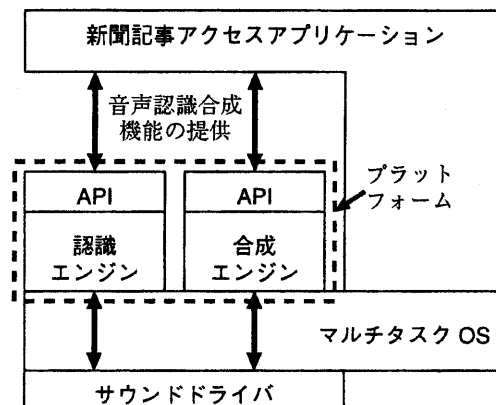 新聞記事アクセスアプリケーション
音声認識合成
機能の提供
プラット
フォーム
API
API
認識
エンジン
合成
エンジン
マルチタスク OS
サウンドドライバ